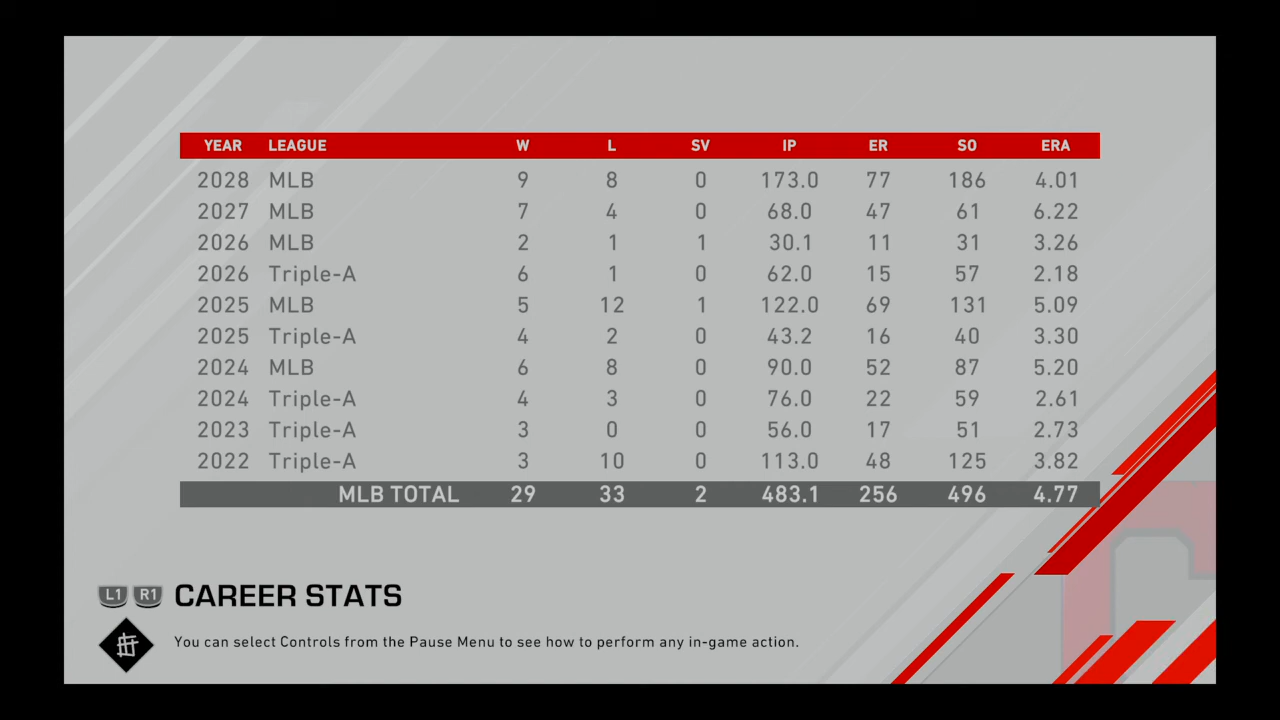 YEAR LEAGUE W L SV IP ER SO ERA
2028 MLB 9 8 0 173.0 77 186 4.01
2027 MLB 7 4 0 68.0 47 61 6.22
2026 MLB 2 1 1 30.1 11 31 3.26
2026 Triple-A 6 1 0 62.0 15 57 2.18
2025 MLB 5 12 1 122.0 69 131 5.09
2025 Triple-A 4 2 0 43.2 16 40 3.30
2024 MLB 6 8 0 90.0 52 87 5.20
2024 Triple-A 4 3 0 76.0 22 59 2.61
2023 Triple-A 3 0 0 56.0 17 51 2.73
2022 Triple-A 3 10 0 113.0 48 125 3.82
MLB TOTAL 29 33 2 483.1 256 496 4.77
L1 R1 CAREER STATS
You can select Controls from the Pause Menu to see how to perform any in-game action.